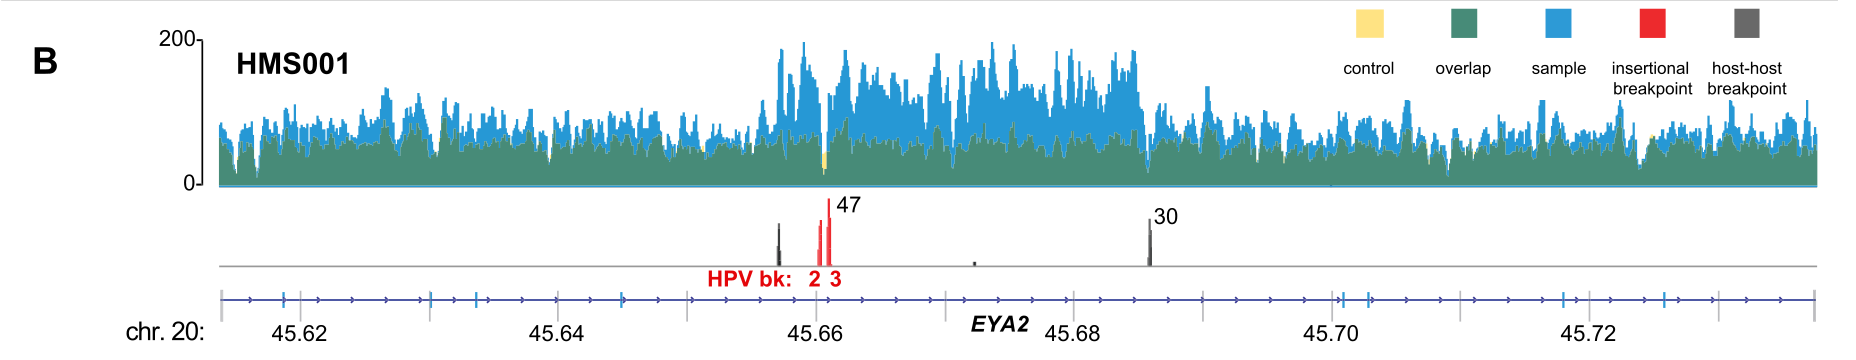 B
HMS001
200
0
control
overlap
sample
insertional
breakpoint
host-host
breakpoint
47
30
HPV bk: 2 3
EYA2
chr. 20:
45.62 45.64 45.66 45.68 45.70 45.72